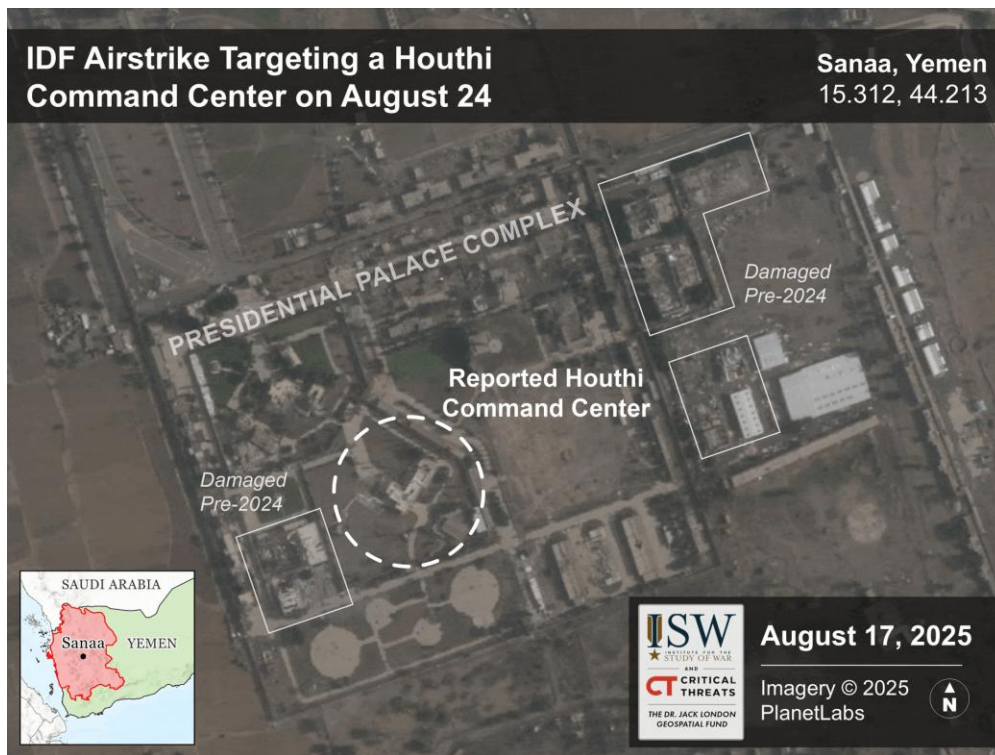 IDF Airstrike Targeting a Houthi
Command Center on August 24
Sanaa, Yemen
15.312, 44.213
PRESIDENTIAL PALACE COMPLEX
Damaged
Pre-2024
Reported Houthi
Command Center
Damaged
Pre-2024
SAUDI ARABIA
Sanaa
YEMEN
ISW
INSTITUTE FOR THE
STUDY OF WAR
AND
CT CRITICAL
THREATS
THE DR. JACK LONDON
GEOSPATIAL FUND
August 17, 2025
Imagery © 2025
PlanetLabs
N